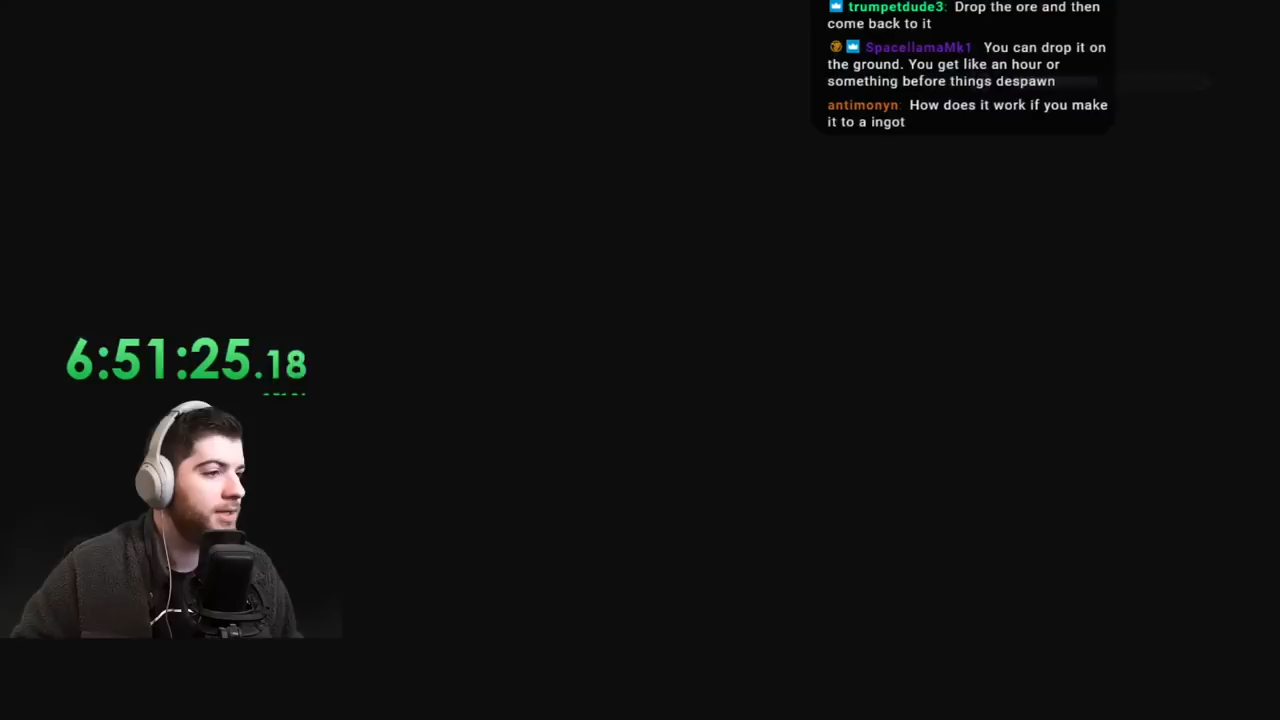 trumpetdude3: Drop the ore and then
come back to it
SpacellamaMk1 You can drop it on
the ground. You get like an hour or
something before things despawn
antimonyn: How does it work if you make
it to a ingot
6:51:25.18